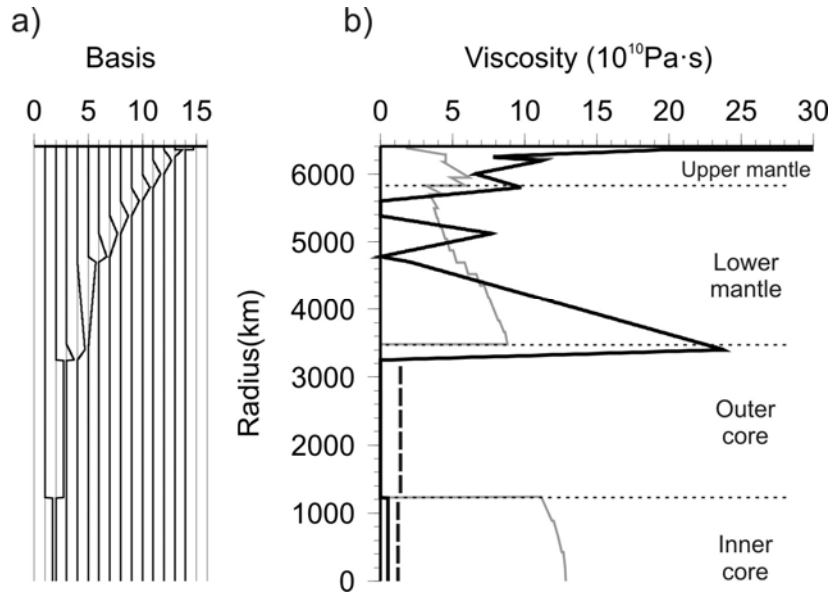 a)
Basis
0 5 10 15
b)
Viscosity (10¹⁰Pa·s)
0 5 10 15 20 25 30
Radius(km)
6000
5000
4000
3000
2000
1000
0
Upper mantle
Lower
mantle
Outer
core
Inner
core